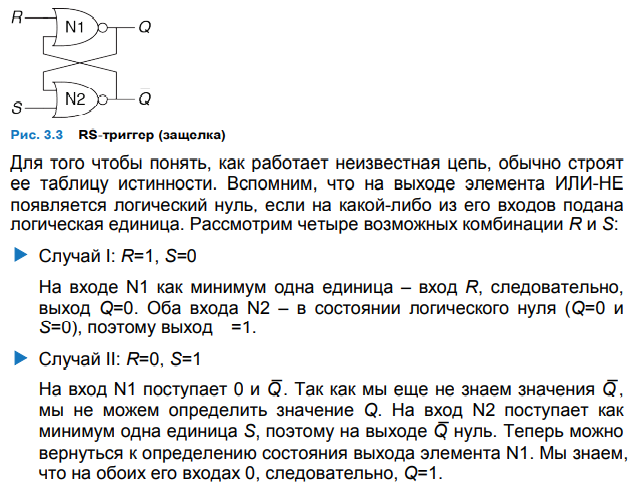 R
N1
Q
N2
Q
S
Рис. 3.3 RS-триггер (защелка)
Для того чтобы понять, как работает неизвестная цепь, обычно строят
ее таблицу истинности. Вспомним, что на выходе элемента ИЛИ-НЕ
появляется логический нуль, если на какой-либо из его входов подана
логическая единица. Рассмотрим четыре возможных комбинации R и S:
Случай I: R=1, S=0
На входе N1 как минимум одна единица – вход R, следовательно,
выход Q=0. Оба входа N2 – в состоянии логического нуля (Q=0 и
S=0), поэтому выход =1.
Случай II: R=0, S=1
На вход N1 поступает 0 и Q̅. Так как мы еще не знаем значения Q̅,
мы не можем определить значение Q. На вход N2 поступает как
минимум одна единица S, поэтому на выходе Q̅ нуль. Теперь можно
вернуться к определению состояния выхода элемента N1. Мы знаем,
что на обоих его входах 0, следовательно, Q=1.